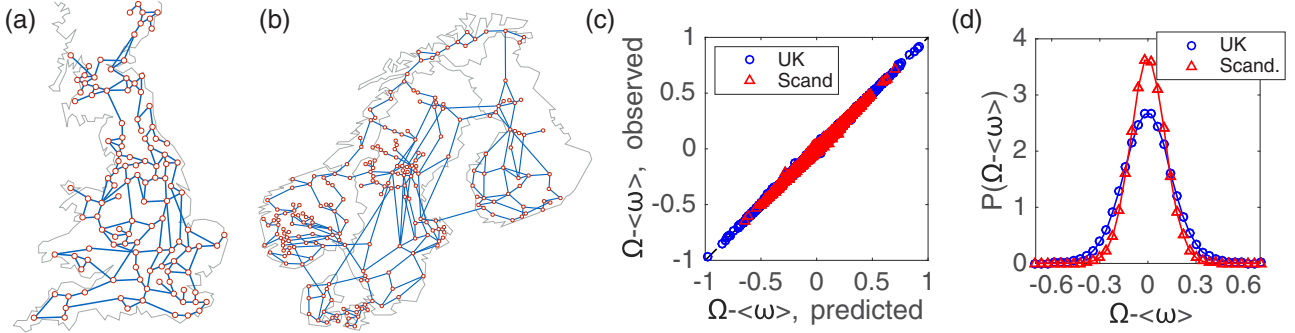 (a)
(b)
(c)
Ω-<ω>, observed
1
0.5
0
-0.5
-1
UK
Scand
-1 -0.5 0 0.5 1
Ω-<ω>, predicted
(d)
P(Ω-<ω>)
4
3
2
1
0
UK
Scand.
-0.6 -0.3 0 0.3 0.6
Ω-<ω>